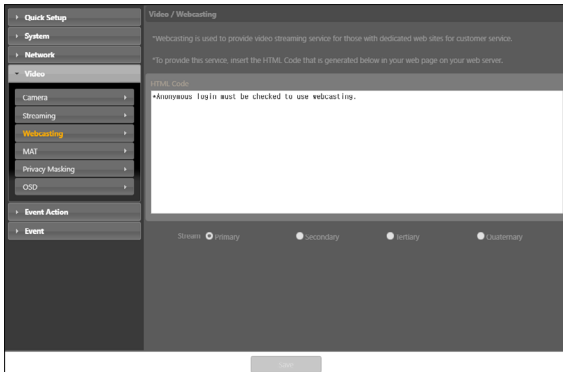 Quick Setup
System
Network
Video
Camera
Streaming
Webcasting
MAT
Privacy Masking
OSD
Event Action
Event
Video / Webcasting
*Webcasting is used to provide video streaming service for those with dedicated web sites for customer service.
*To provide this service, insert the HTML Code that is generated below in your web page on your web server.
HTML Code
*Anonymous login must be checked to use webcasting.
Stream Primary Secondary Tertiary Quaternary